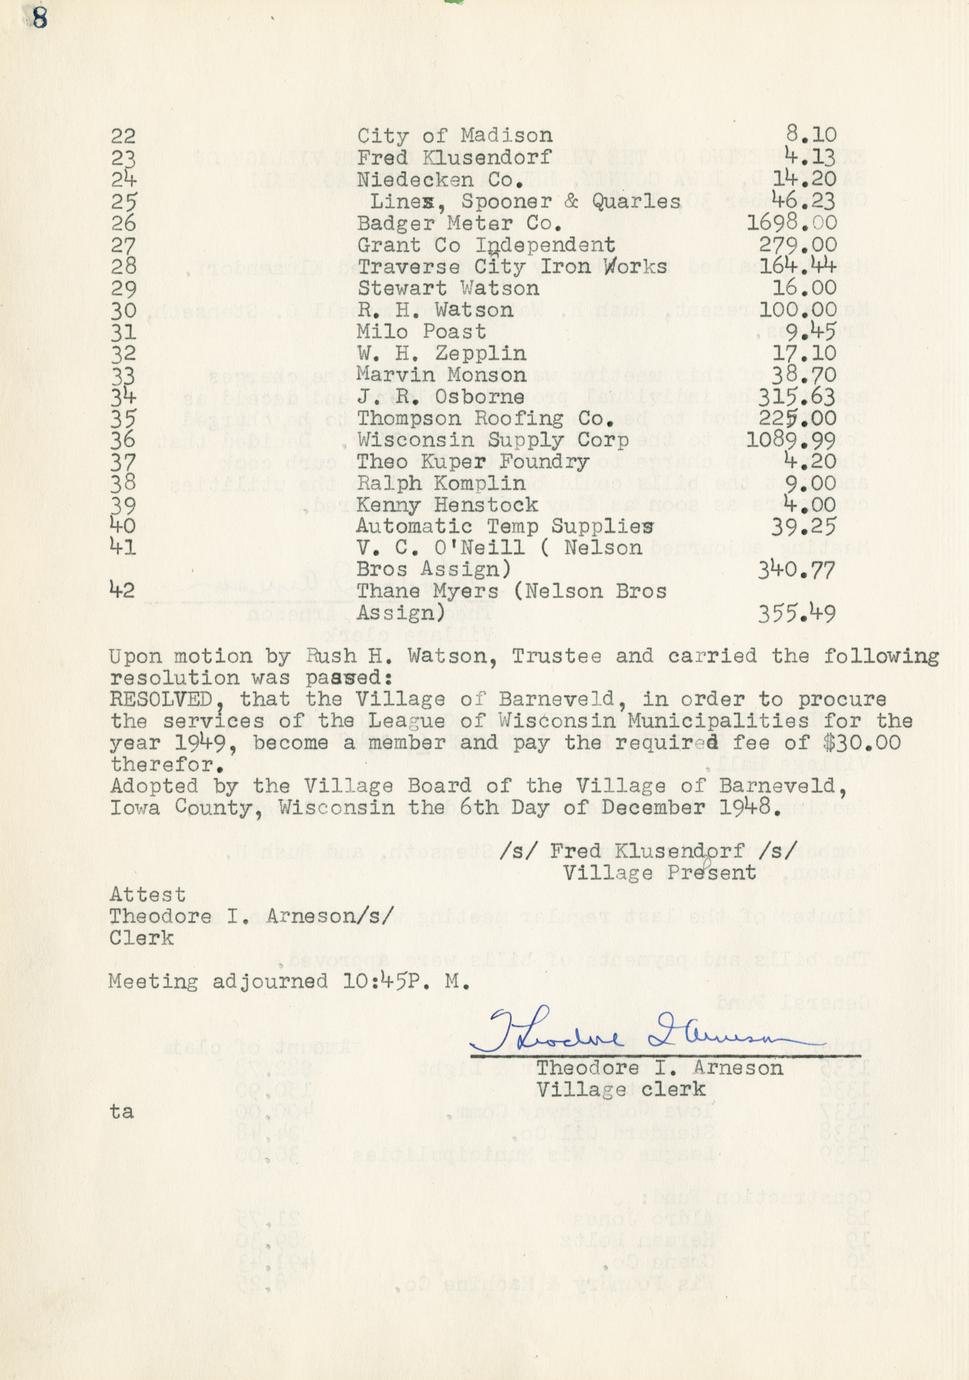 8
22 City of Madison 8.10
23 Fred Klusendorf 4.13
24 Niedecken Co. 14.20
25 Lines, Spooner & Quarles 46.23
26 Badger Meter Co. 1698.00
27 Grant Co Independent 279.00
28 Traverse City Iron Works 164.44
29 Stewart Watson 16.00
30 R. H. Watson 100.00
31 Milo Poast 9.45
32 W. H. Zepplin 17.10
33 Marvin Monson 38.70
34 J. R. Osborne 315.63
35 Thompson Roofing Co. 225.00
36 Wisconsin Supply Corp 1089.99
37 Theo Kuper Foundry 4.20
38 Ralph Komplin 9.00
39 Kenny Henstock 4.00
40 Automatic Temp Supplies 39.25
41 V. C. O'Neill ( Nelson
Bros Assign) 340.77
42 Thane Myers (Nelson Bros
Assign) 355.49
Upon motion by Rush H. Watson, Trustee and carried the following
resolution was passed:
RESOLVED, that the Village of Barneveld, in order to procure
the services of the League of Wisconsin Municipalities for the
year 1949, become a member and pay the required fee of $30.00
therefor.
Adopted by the Village Board of the Village of Barneveld,
Iowa County, Wisconsin the 6th Day of December 1948.
/s/ Fred Klusendorf /s/
Village Present
Attest
Theodore I. Arneson/s/
Clerk
Meeting adjourned 10:45P. M.
Theodore I Arneson
Theodore I. Arneson
Village clerk
ta